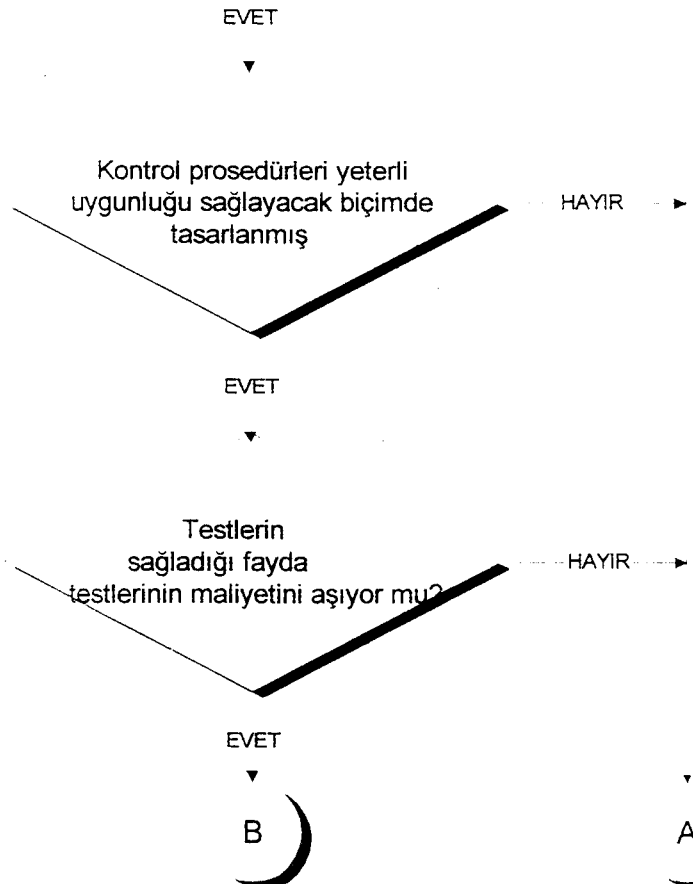 EVET
Kontrol prosedürleri yeterli
uygunluğu sağlayacak biçimde
tasarlanmış
HAYIR
EVET
Testlerin
sağladığı fayda
testlerinin maliyetini aşıyor mu?
HAYIR
EVET
B
A